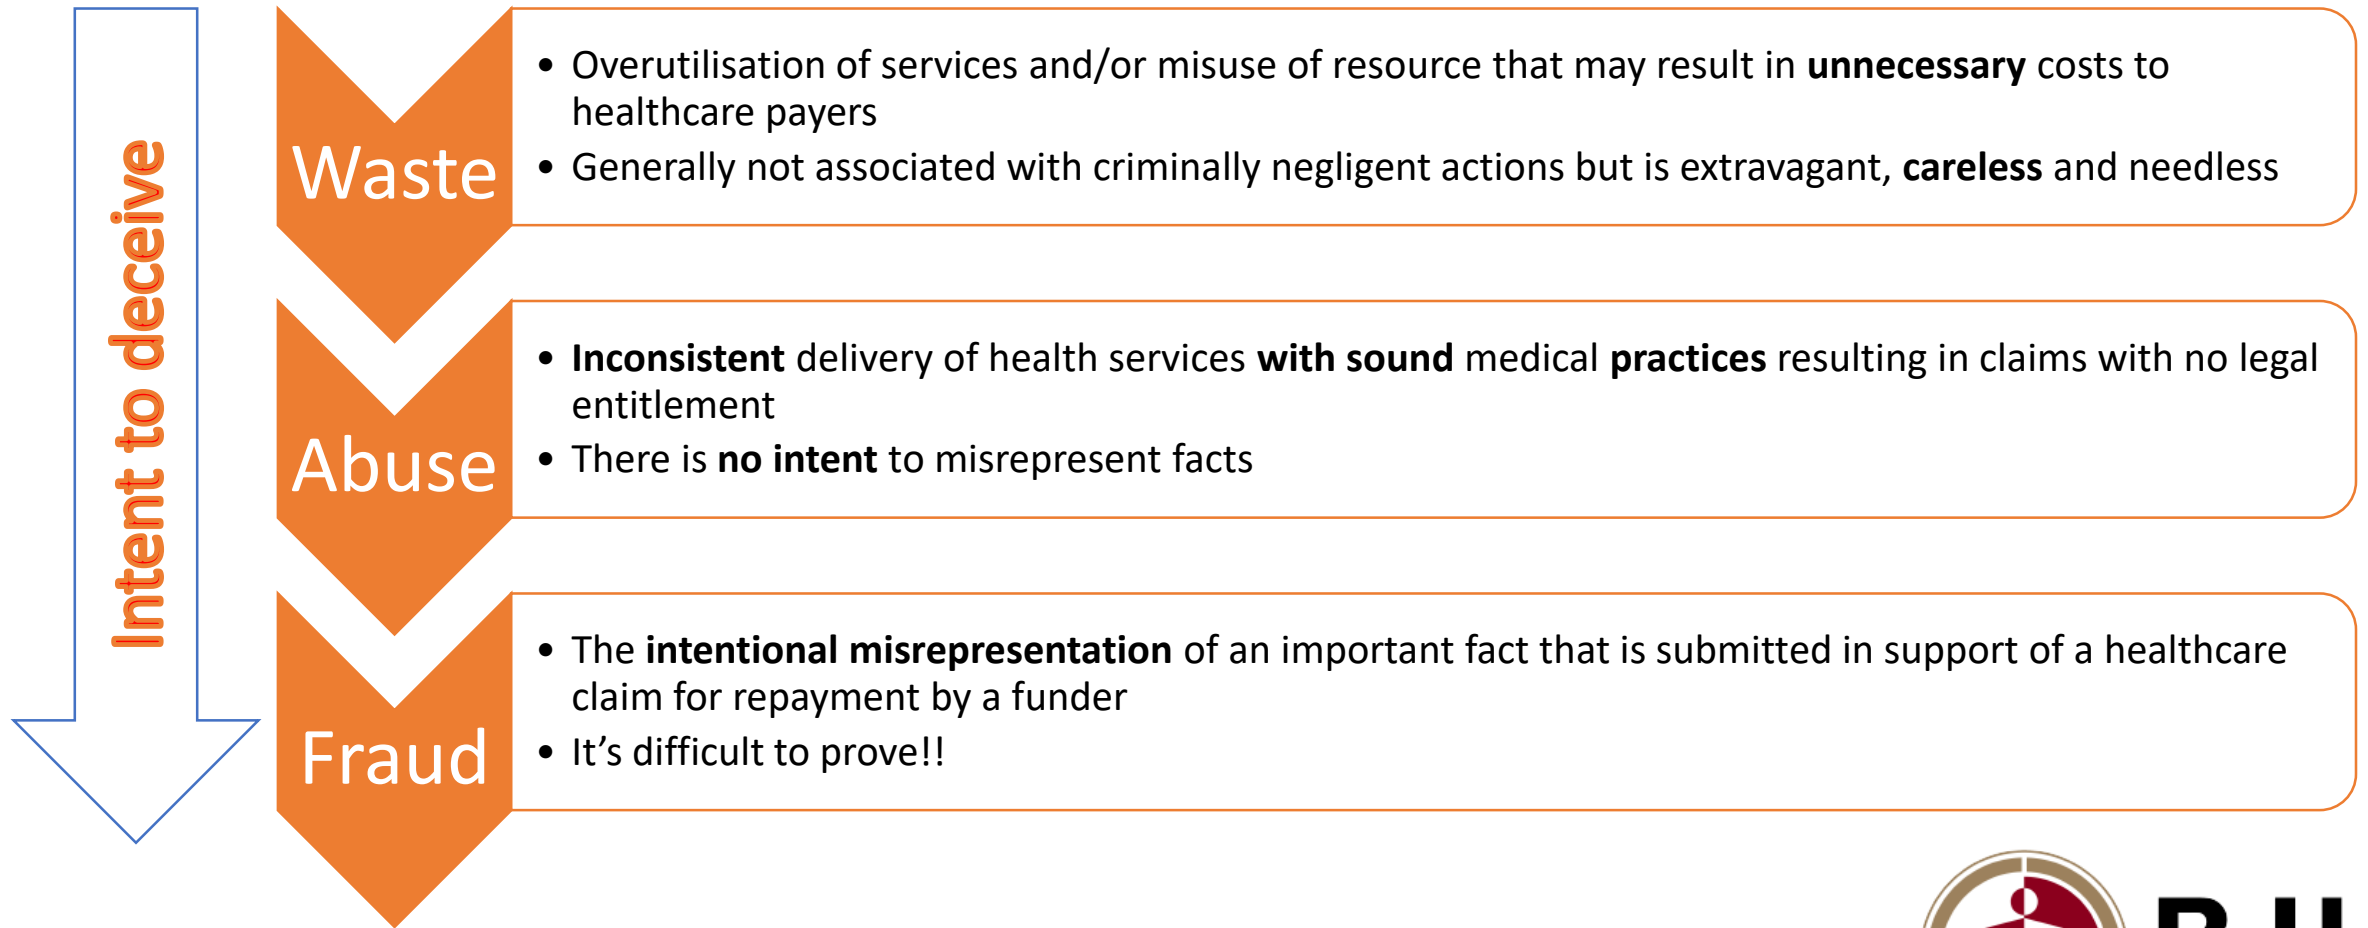 Intent to deceive
Waste
• Overutilisation of services and/or misuse of resource that may result in unnecessary costs to
healthcare payers
• Generally not associated with criminally negligent actions but is extravagant, careless and needless
Abuse
• Inconsistent delivery of health services with sound medical practices resulting in claims with no legal
entitlement
• There is no intent to misrepresent facts
Fraud
• The intentional misrepresentation of an important fact that is submitted in support of a healthcare
claim for repayment by a funder
• It’s difficult to prove!!